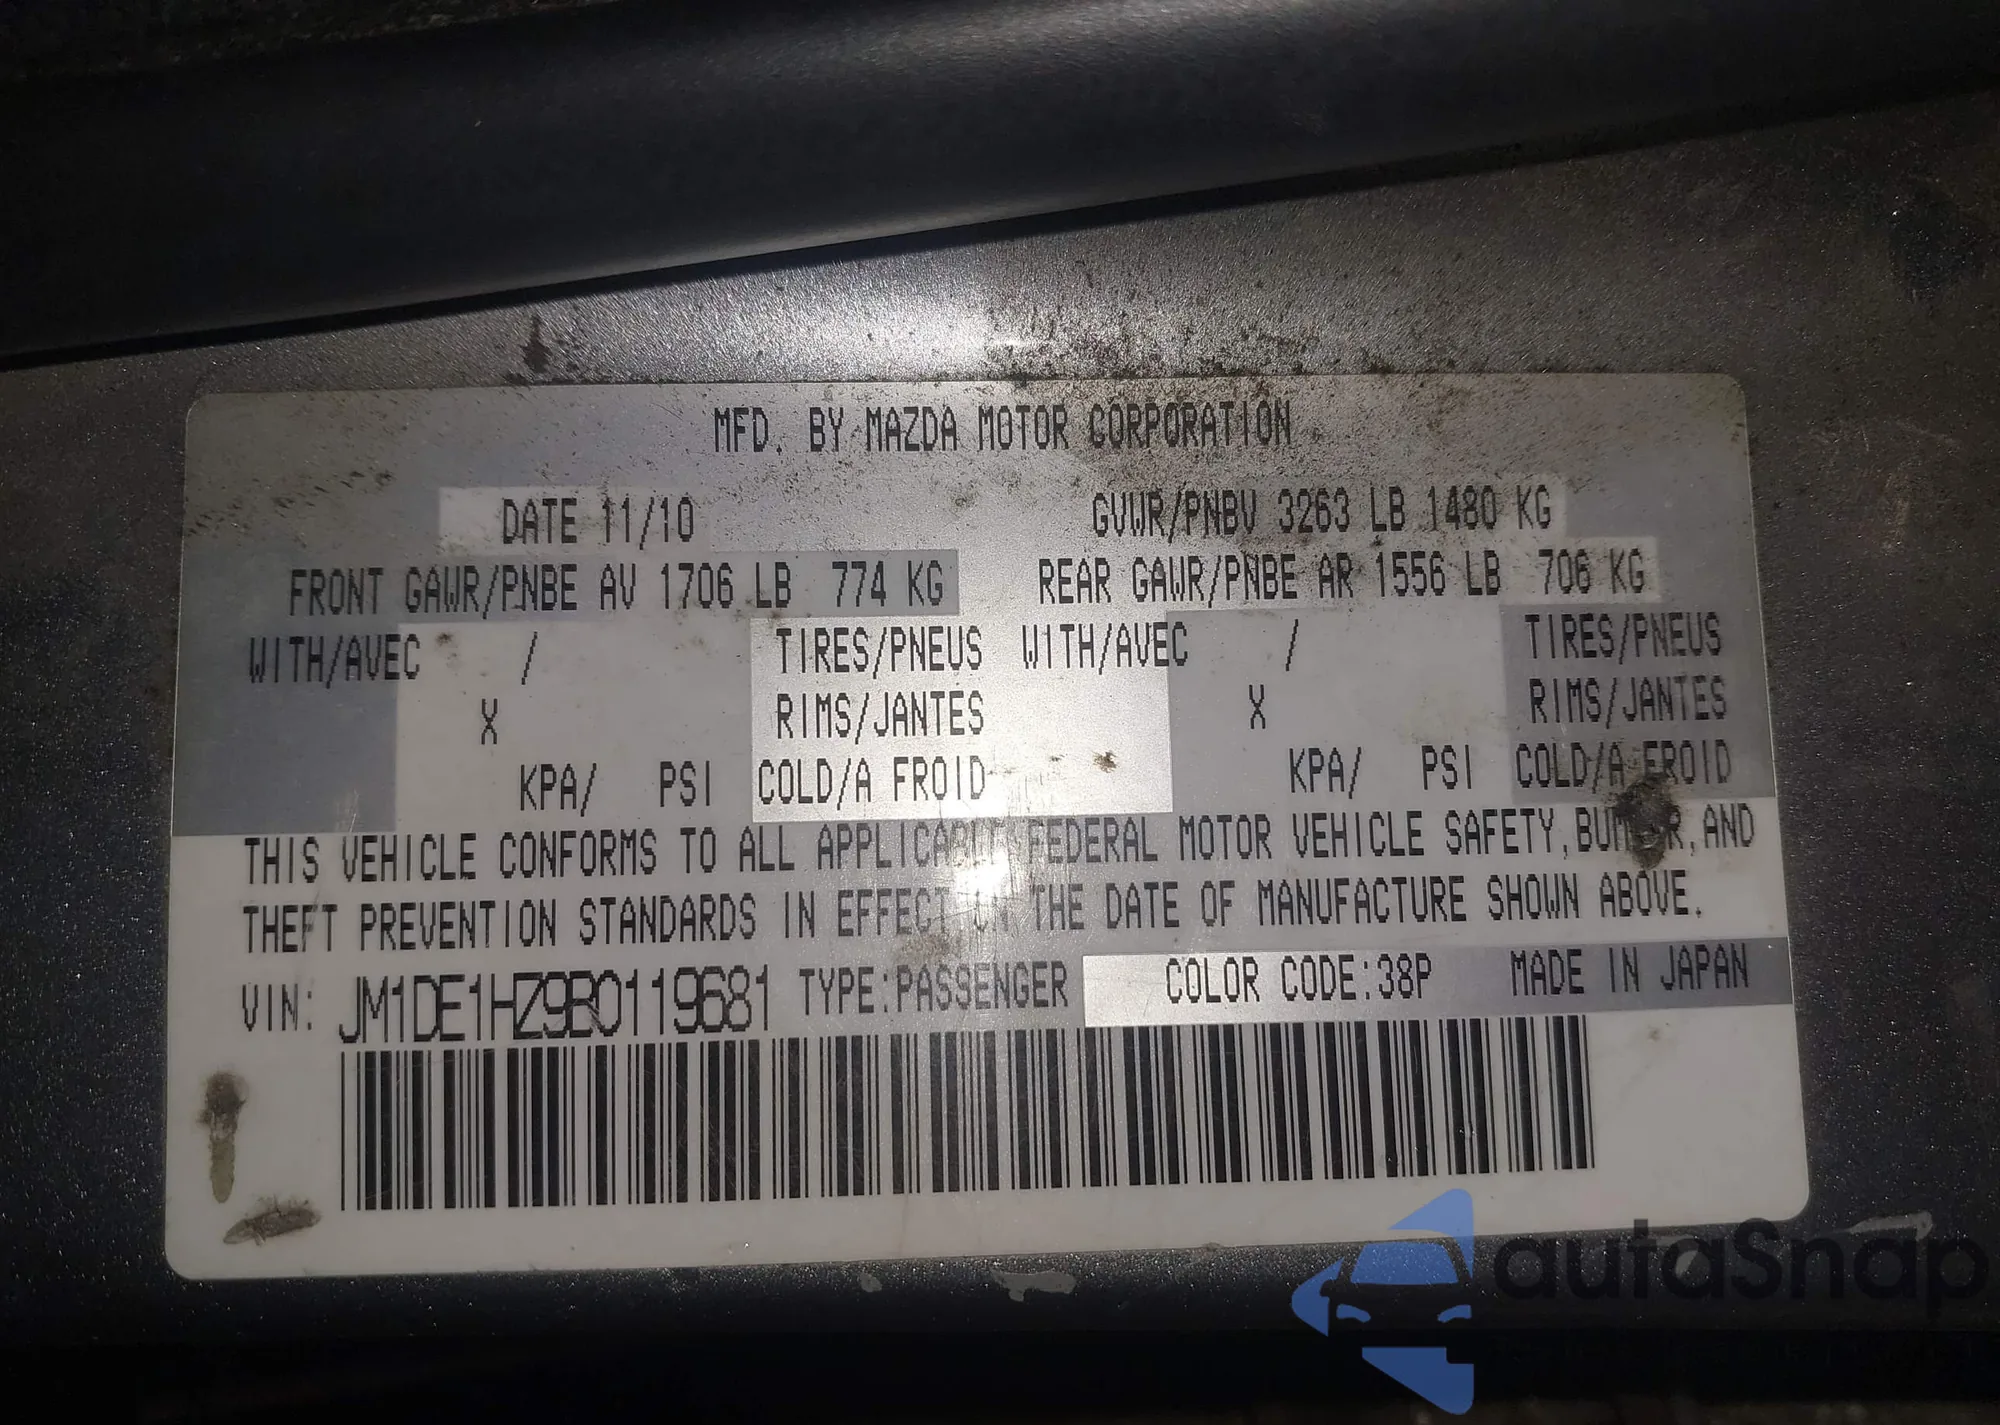 MFD. BY MAZDA MOTOR CORPORATION
DATE 11/10 GVWR/PNBV 3263 LB 1480 KG
FRONT GAWR/PNBE AV 1706 LB 774 KG REAR GAWR/PNBE AR 1556 LB 706 KG
WITH/AVEC / TIRES/PNEUS WITH/AVEC / TIRES/PNEUS
X RIMS/JANTES X RIMS/JANTES
KPA/ PSI COLD/A FROID KPA/ PSI COLD/A FROID
THIS VEHICLE CONFORMS TO ALL APPLICABLE FEDERAL MOTOR VEHICLE SAFETY, BUMPER, AND
THEFT PREVENTION STANDARDS IN EFFECT ON THE DATE OF MANUFACTURE SHOWN ABOVE.
VIN: JM1DE1HZ9B0119681 TYPE:PASSENGER COLOR CODE:38P MADE IN JAPAN
autaSnap